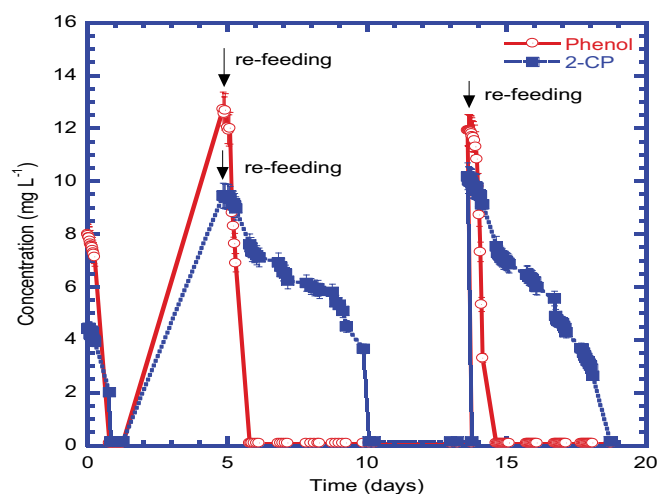 16
14
12
10
8
6
4
2
0
Concentration (mg L-1)
Phenol
2-CP
re-feeding
re-feeding
re-feeding
0 5 10 15 20
Time (days)